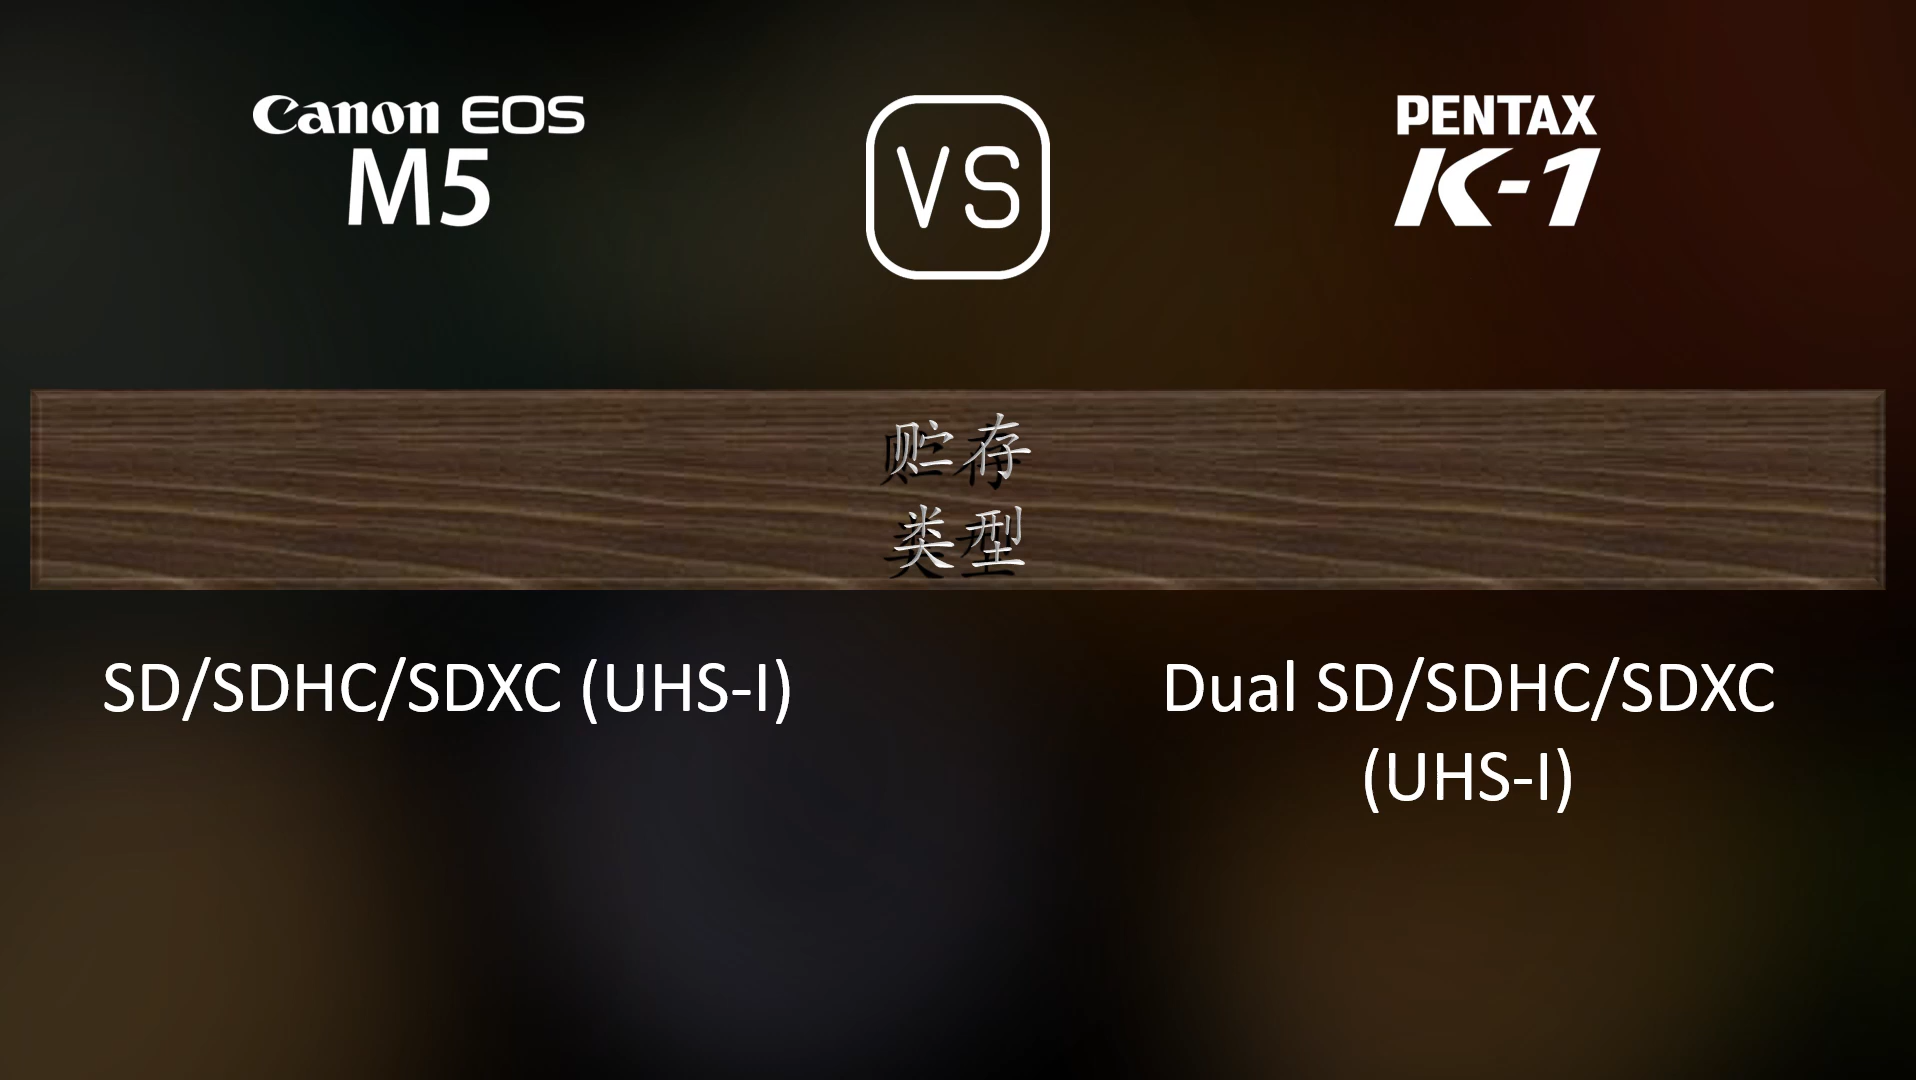 Canon EOS
M5
VS
PENTAX
K-1
贮存
类型
SD/SDHC/SDXC (UHS-I)
Dual SD/SDHC/SDXC
(UHS-I)